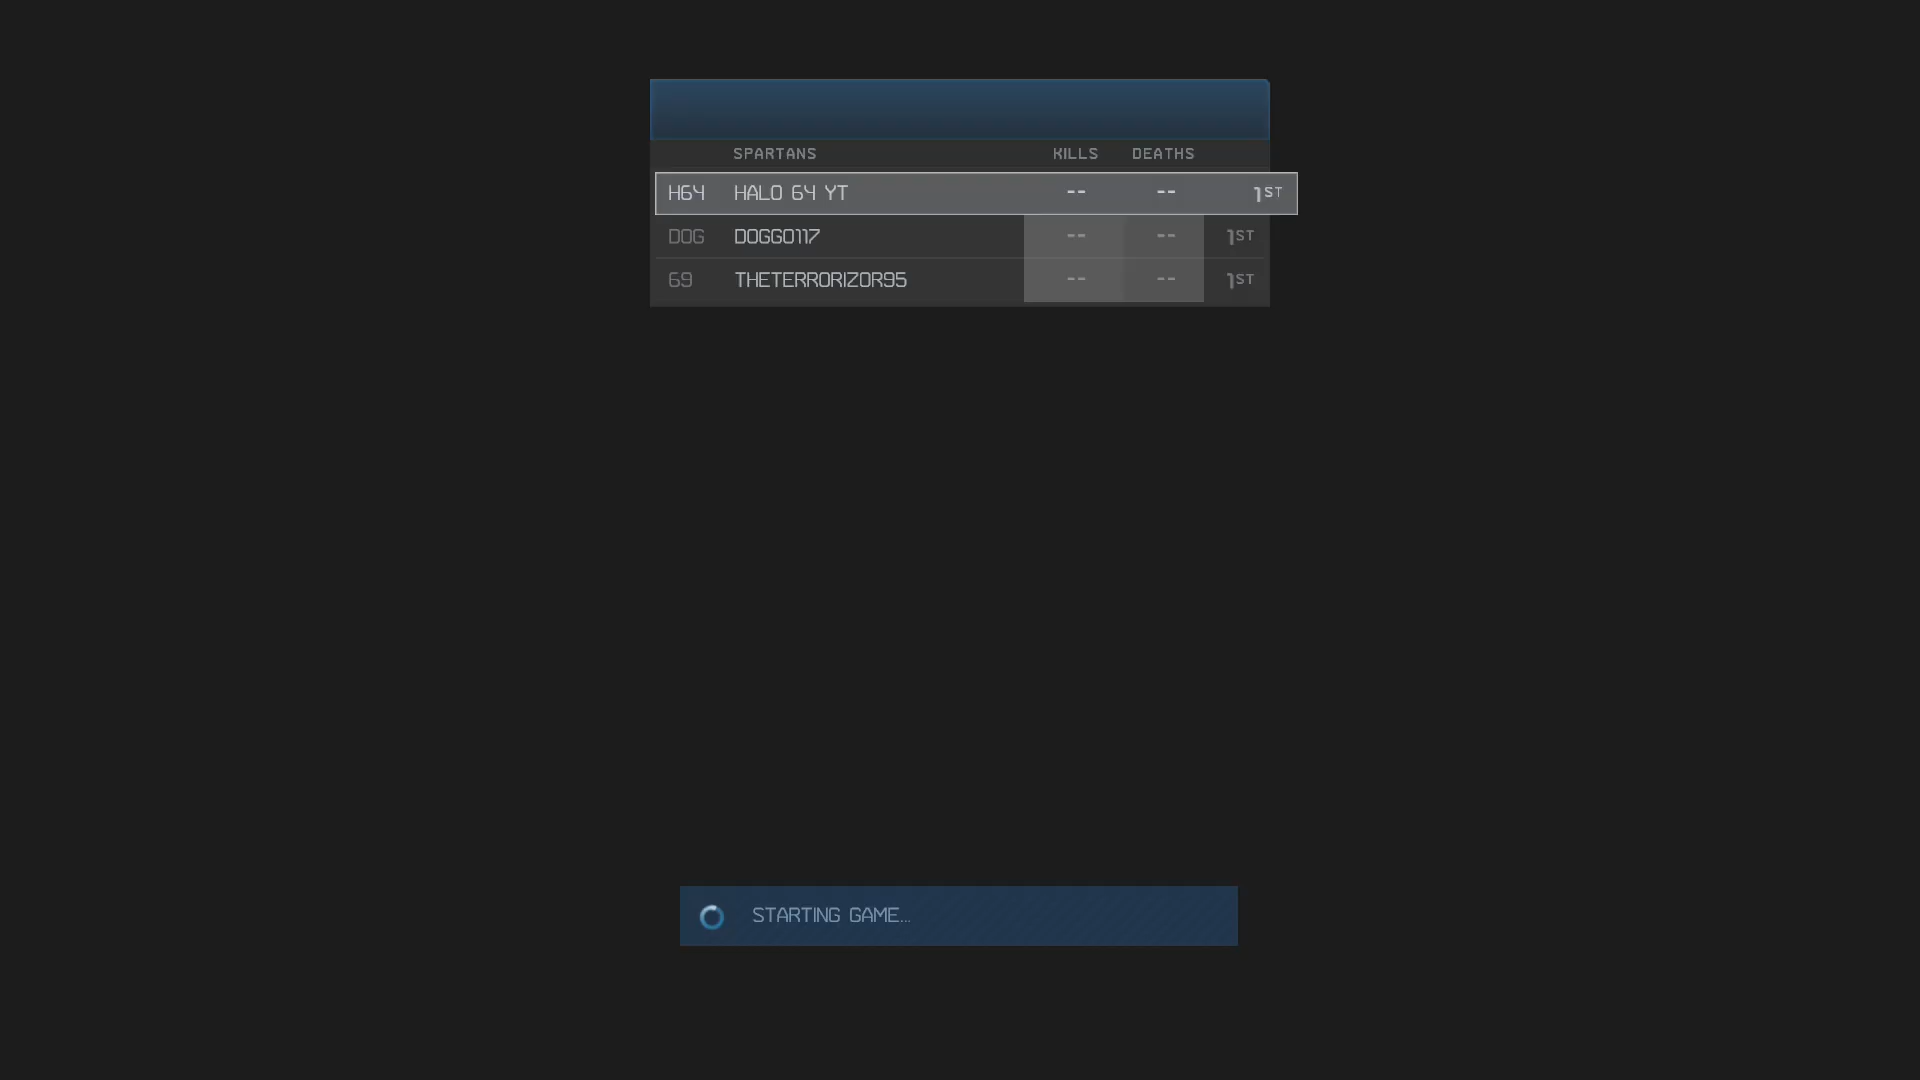 SPARTANS KILLS DEATHS
H64 HALO 64 YT -- -- 1ST
DOG DOGGO117 -- -- 1ST
69 THETERRORIZOR95 -- -- 1ST
STARTING GAME...